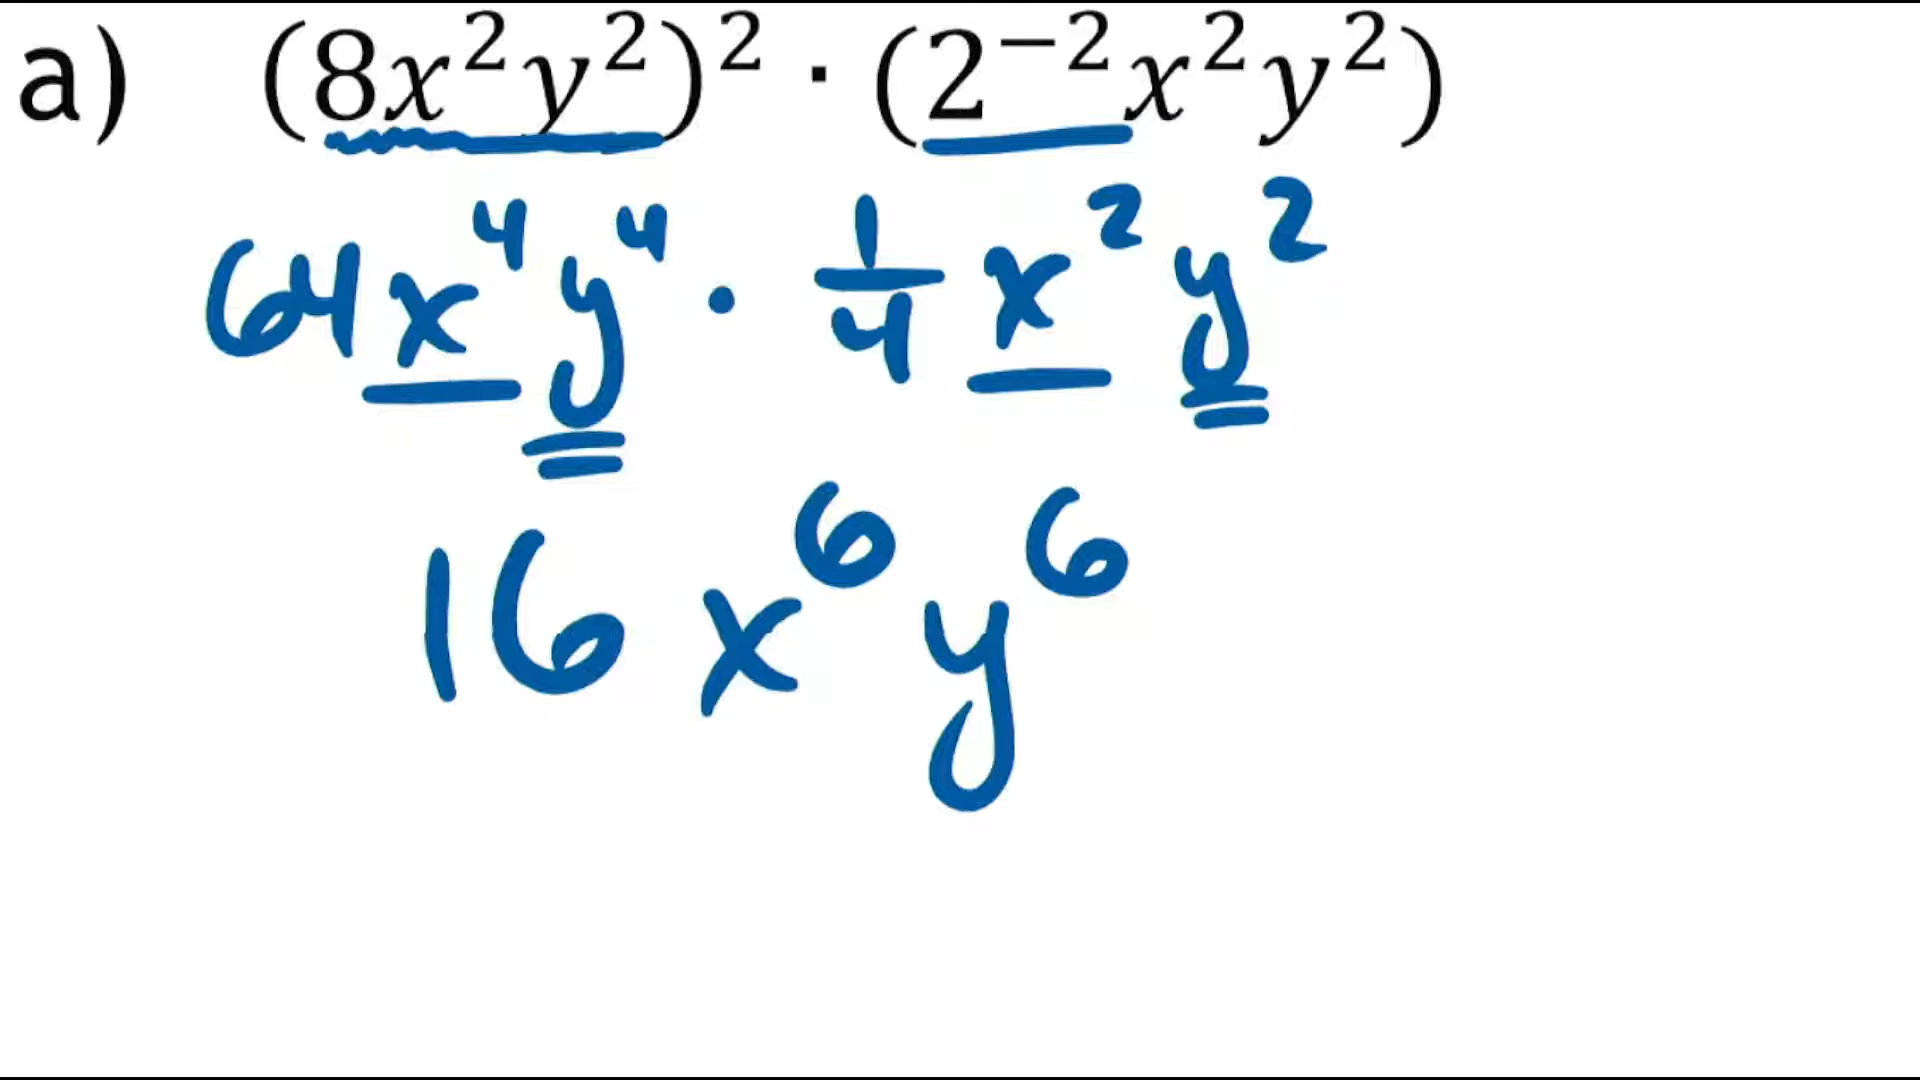 a) (8x²y²)² · (2⁻²x²y²)
64x⁴y⁴ · 1/4 x²y²
16x⁶y⁶